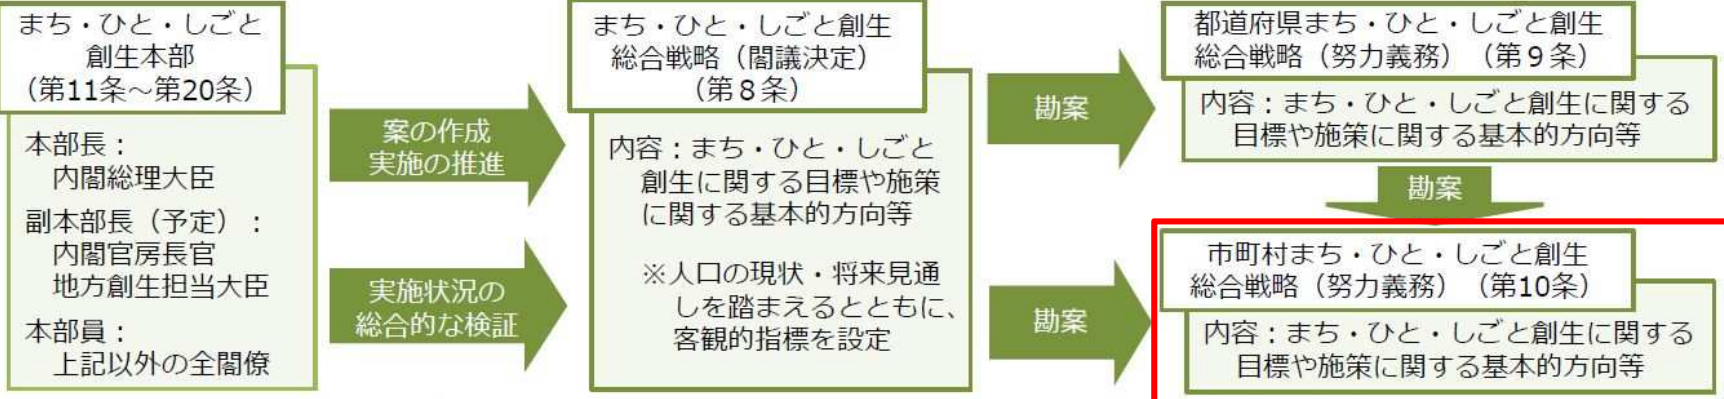 まち・ひと・しごと
創生本部
(第11条～第20条)
本部長：
内閣総理大臣
副本部長（予定）：
内閣官房長官
地方創生担当大臣
本部員：
上記以外の全閣僚
案の作成
実施の推進
実施状況の
総合的な検証
まち・ひと・しごと創生
総合戦略（閣議決定）
（第８条）
内容：まち・ひと・しごと
創生に関する目標や施策
に関する基本的方向等
※人口の現状・将来見通
しを踏まえるとともに、
客観的指標を設定
勘案
勘案
都道府県まち・ひと・しごと創生
総合戦略（努力義務）（第９条）
内容：まち・ひと・しごと創生に関する
目標や施策に関する基本的方向等
勘案
市町村まち・ひと・しごと創生
総合戦略（努力義務）（第10条）
内容：まち・ひと・しごと創生に関する
目標や施策に関する基本的方向等